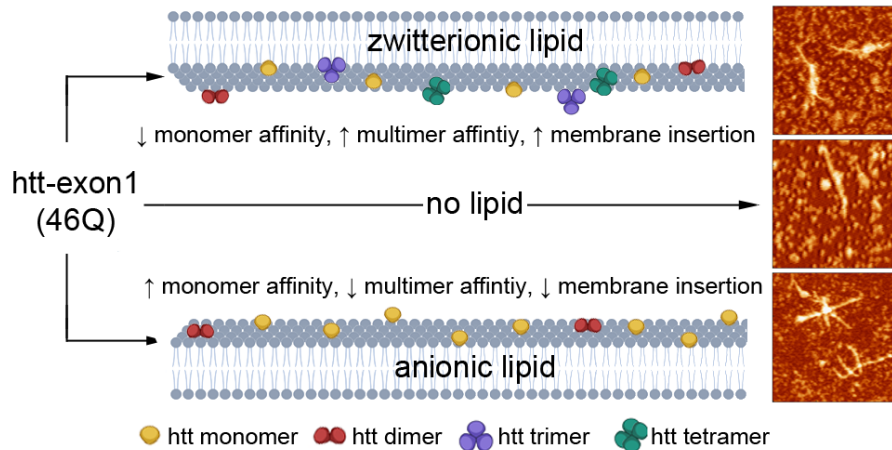 zwitterionic lipid
↓ monomer affinity, ↑ multimer affintiy, ↑ membrane insertion
htt-exon1
(46Q)
no lipid
↑ monomer affinity, ↓ multimer affintiy, ↓ membrane insertion
anionic lipid
htt monomer
htt dimer
htt trimer
htt tetramer